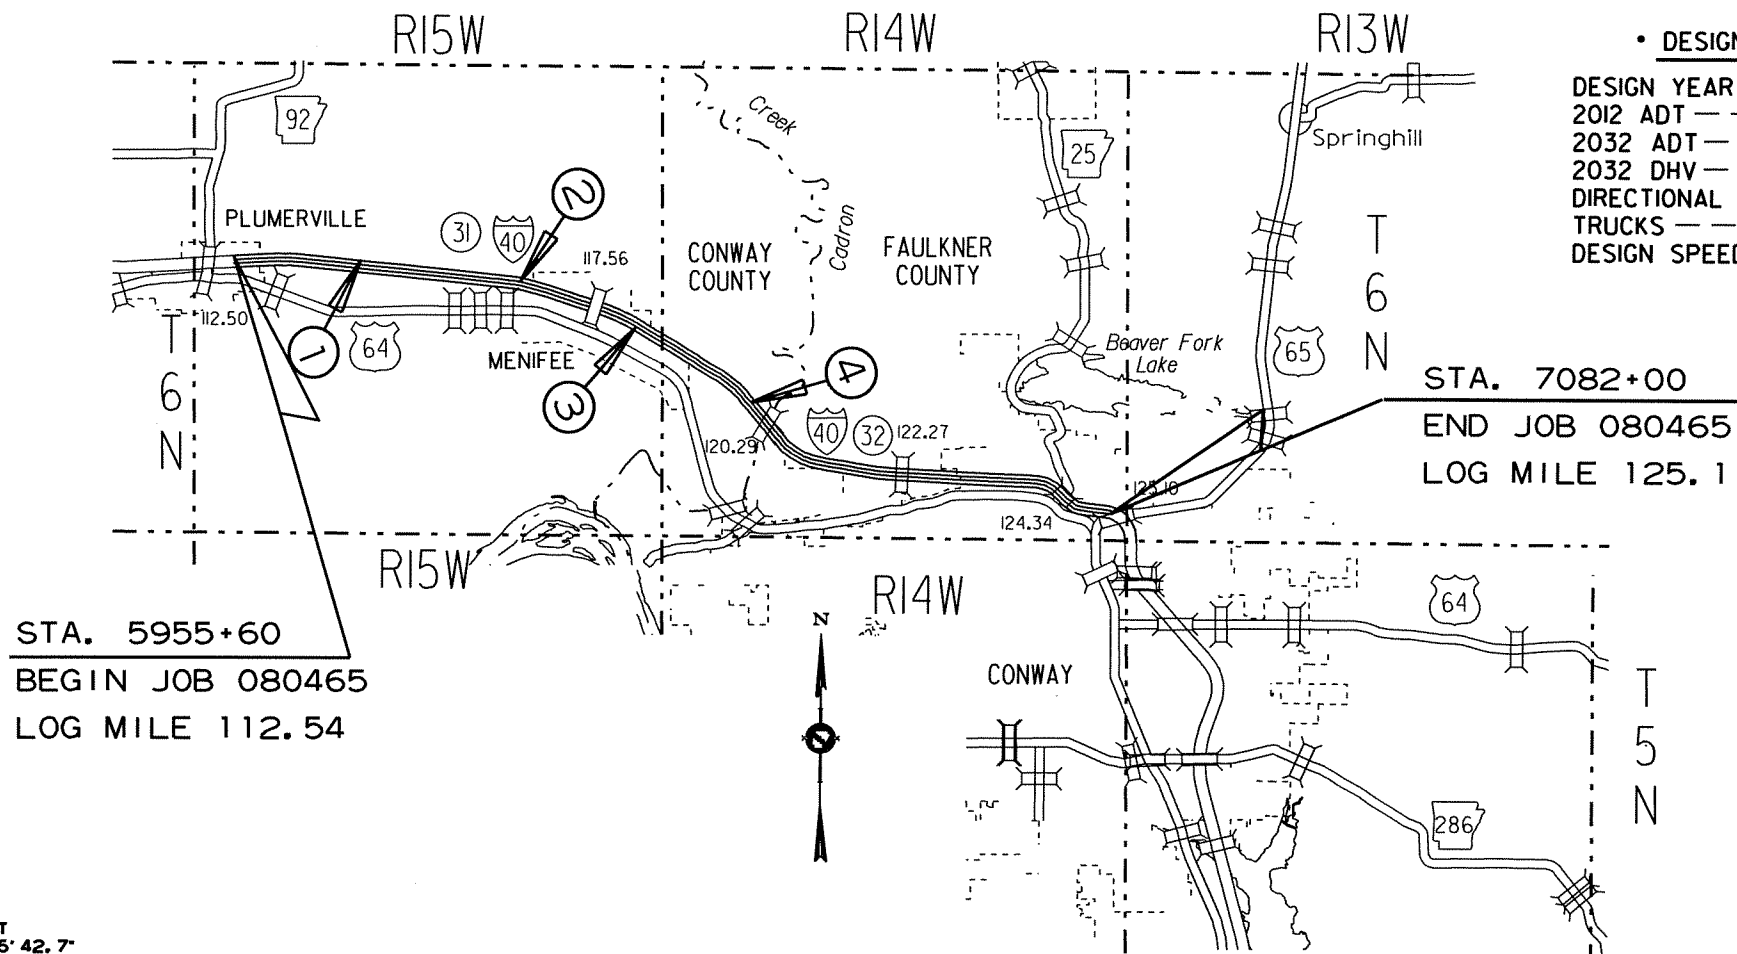 R15W
R14W
R13W
• DESIGN
DESIGN YEAR
2012 ADT — -
2032 ADT —
2032 DHV —
DIRECTIONAL
TRUCKS — —
DESIGN SPEED
92
Creek
25
Springhill
PLUMERVILLE
2
31
40
117.56
CONWAY
COUNTY
Cadron
FAULKNER
COUNTY
T
6
N
112.50
T
6
N
1
64
MENIFEE
3
4
Beaver Fork
Lake
65
STA. 7082+00
END JOB 080465
LOG MILE 125.1
40
32
122.27
120.29
125.10
124.34
R15W
R14W
64
STA. 5955+60
BEGIN JOB 080465
LOG MILE 112.54
N
CONWAY
T
5
N
286
T
5' 42.7"